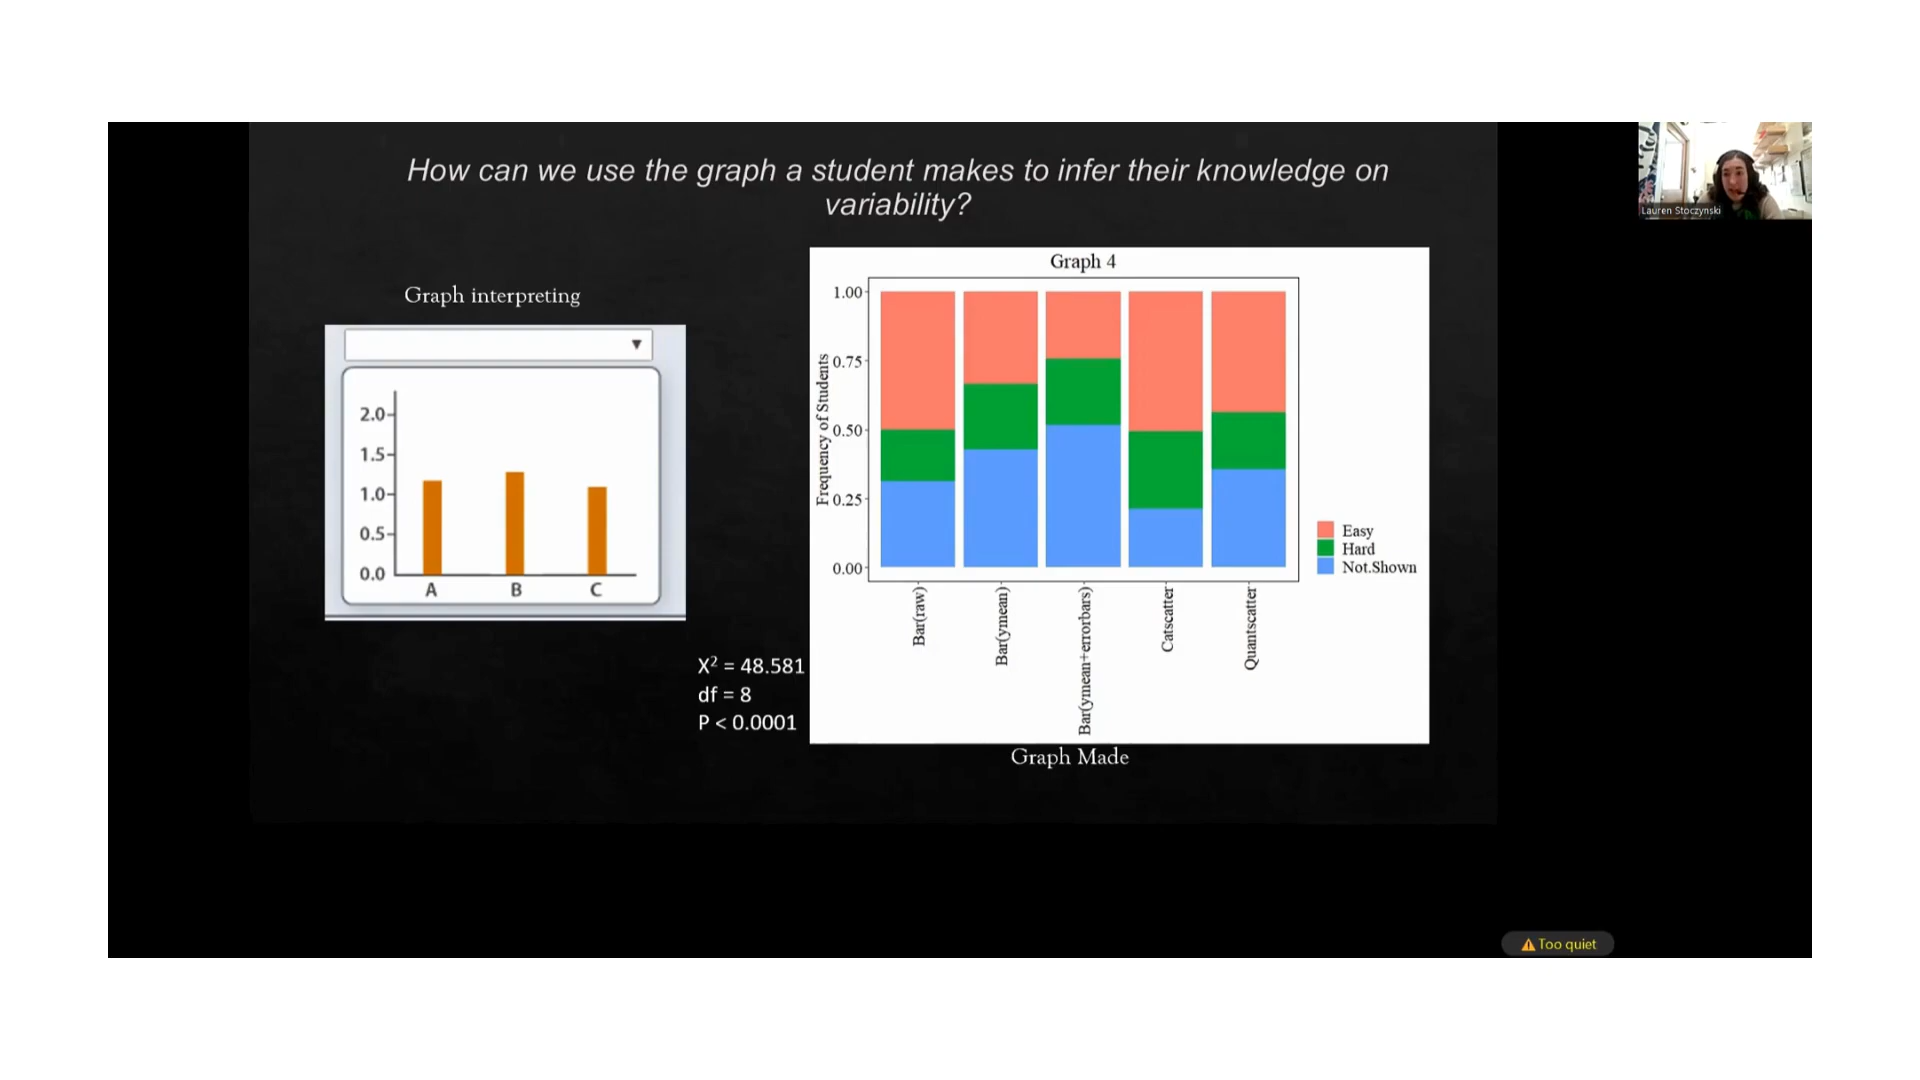 How can we use the graph a student makes to infer their knowledge on
variability?
Lauren Stoczynski
Graph interpreting
2.0
1.5
1.0
0.5
0.0
A B C
X² = 48.581
df = 8
P < 0.0001
Graph 4
Frequency of Students
1.00
0.75
0.50
0.25
0.00
Bar(raw)
Bar(ymean)
Bar(ymean+errorbars)
Catscatter
Quantscatter
Easy
Hard
Not.Shown
Graph Made
Too quiet